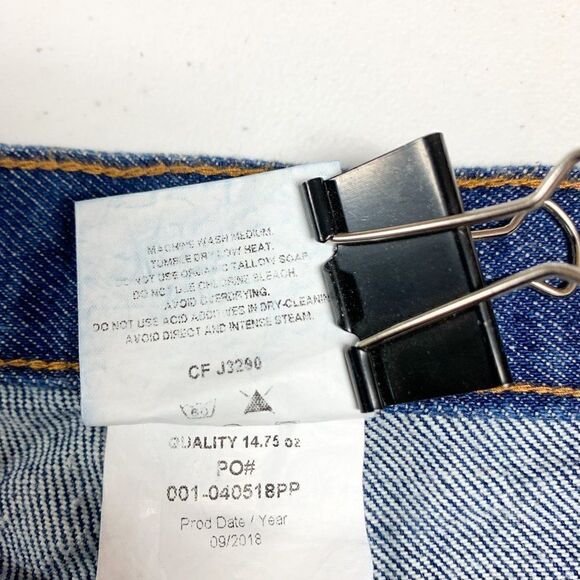 MACHINE WASH MEDIUM.
TUMBLE DRY LOW HEAT.
DO NOT USE ORGANIC TALLOW SOAP
DO NOT USE CHLORINE BLEACH.
AVOID OVERDRYING.
DO NOT USE ACID ADDITIVES IN DRY-CLEANIN
AVOID DIRECT AND INTENSE STEAM.
CF J3290
60
QUALITY 14.75 oz
PO#
001-040518PP
Prod Date / Year
09/2018